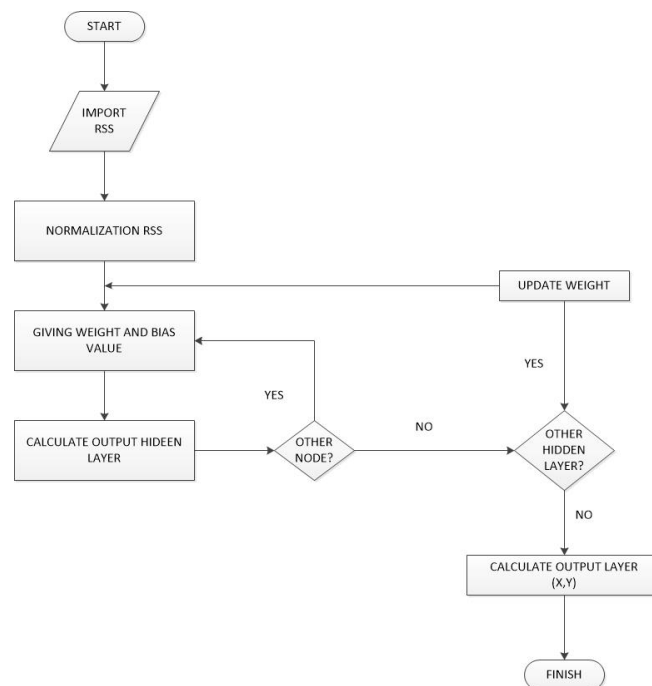 START
IMPORT
RSS
NORMALIZATION RSS
UPDATE WEIGHT
GIVING WEIGHT AND BIAS
VALUE
YES
YES
CALCULATE OUTPUT HIDEEN
LAYER
OTHER
NODE?
NO
OTHER
HIDDEN
LAYER?
NO
CALCULATE OUTPUT LAYER
(X,Y)
FINISH